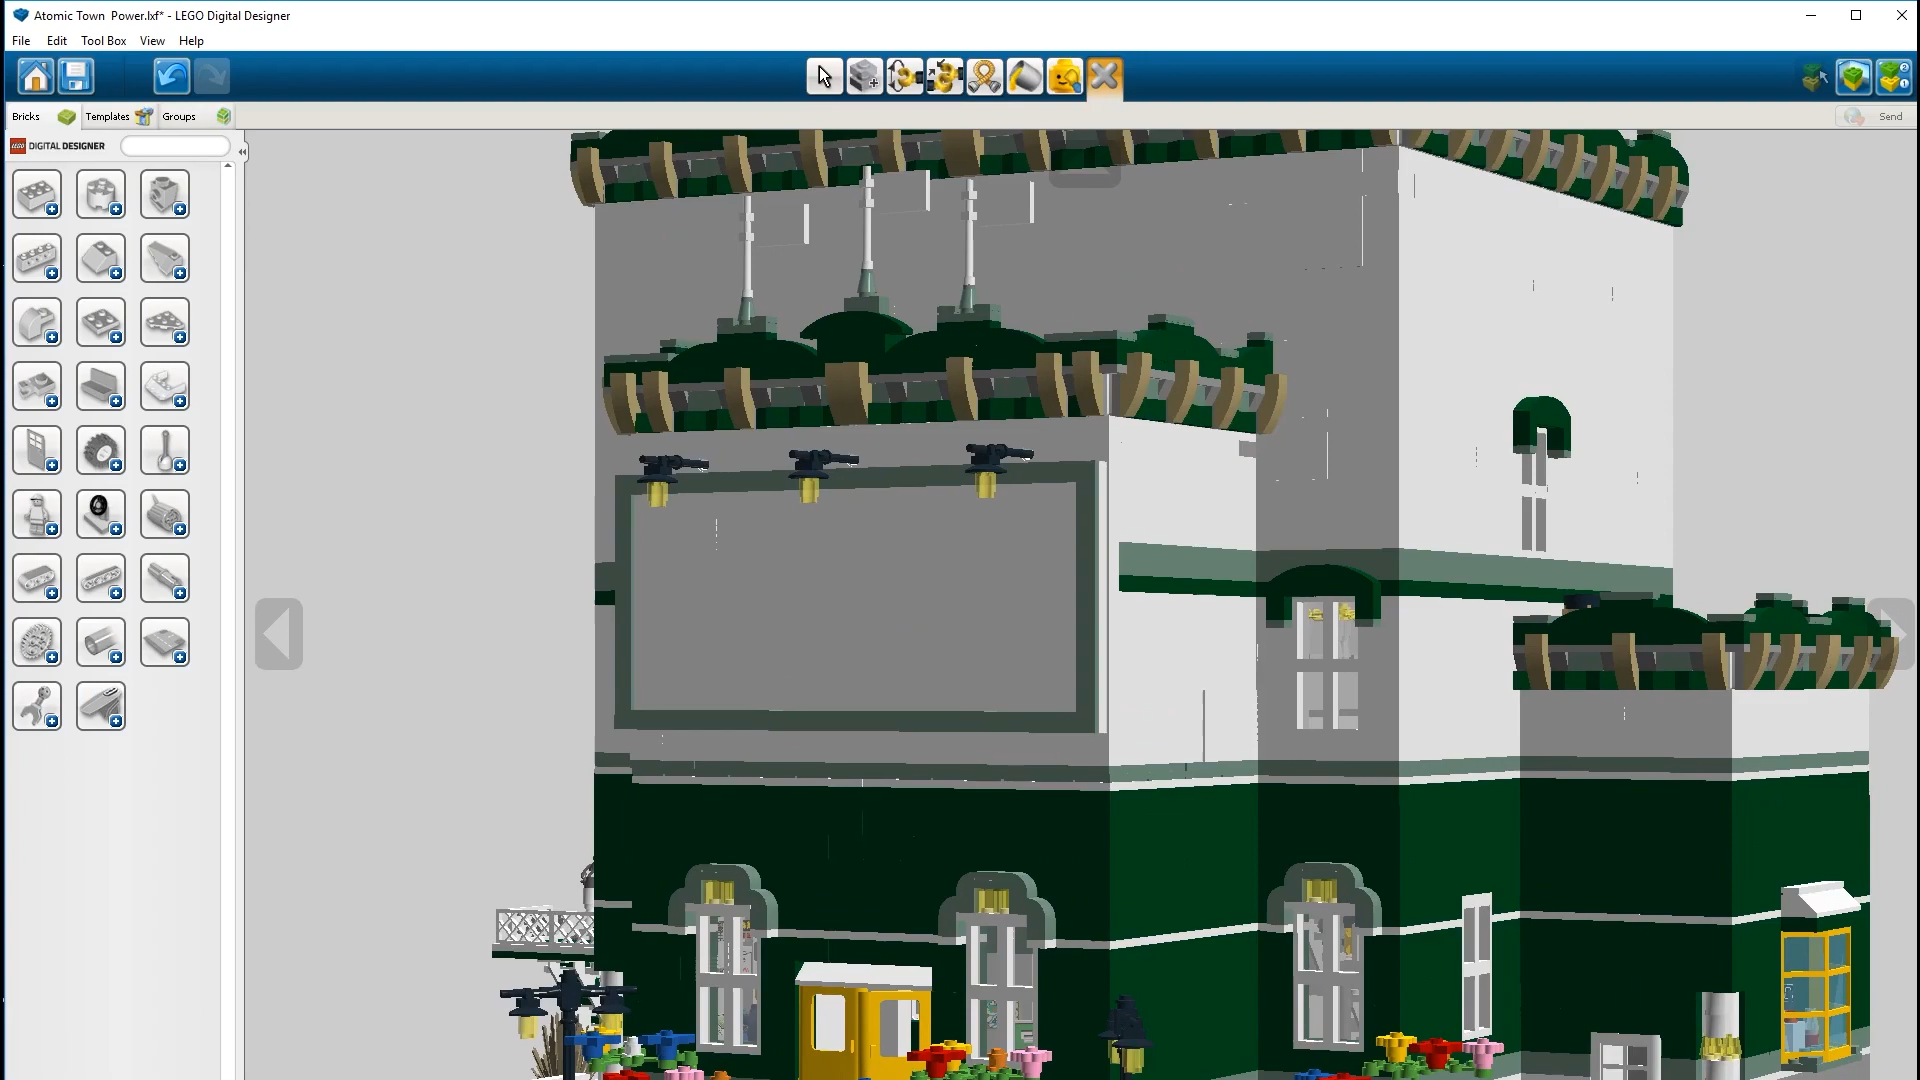 Atomic Town Power.lxf* - LEGO Digital Designer
File Edit Tool Box View Help
Bricks Templates Groups Send
LEGO DIGITAL DESIGNER